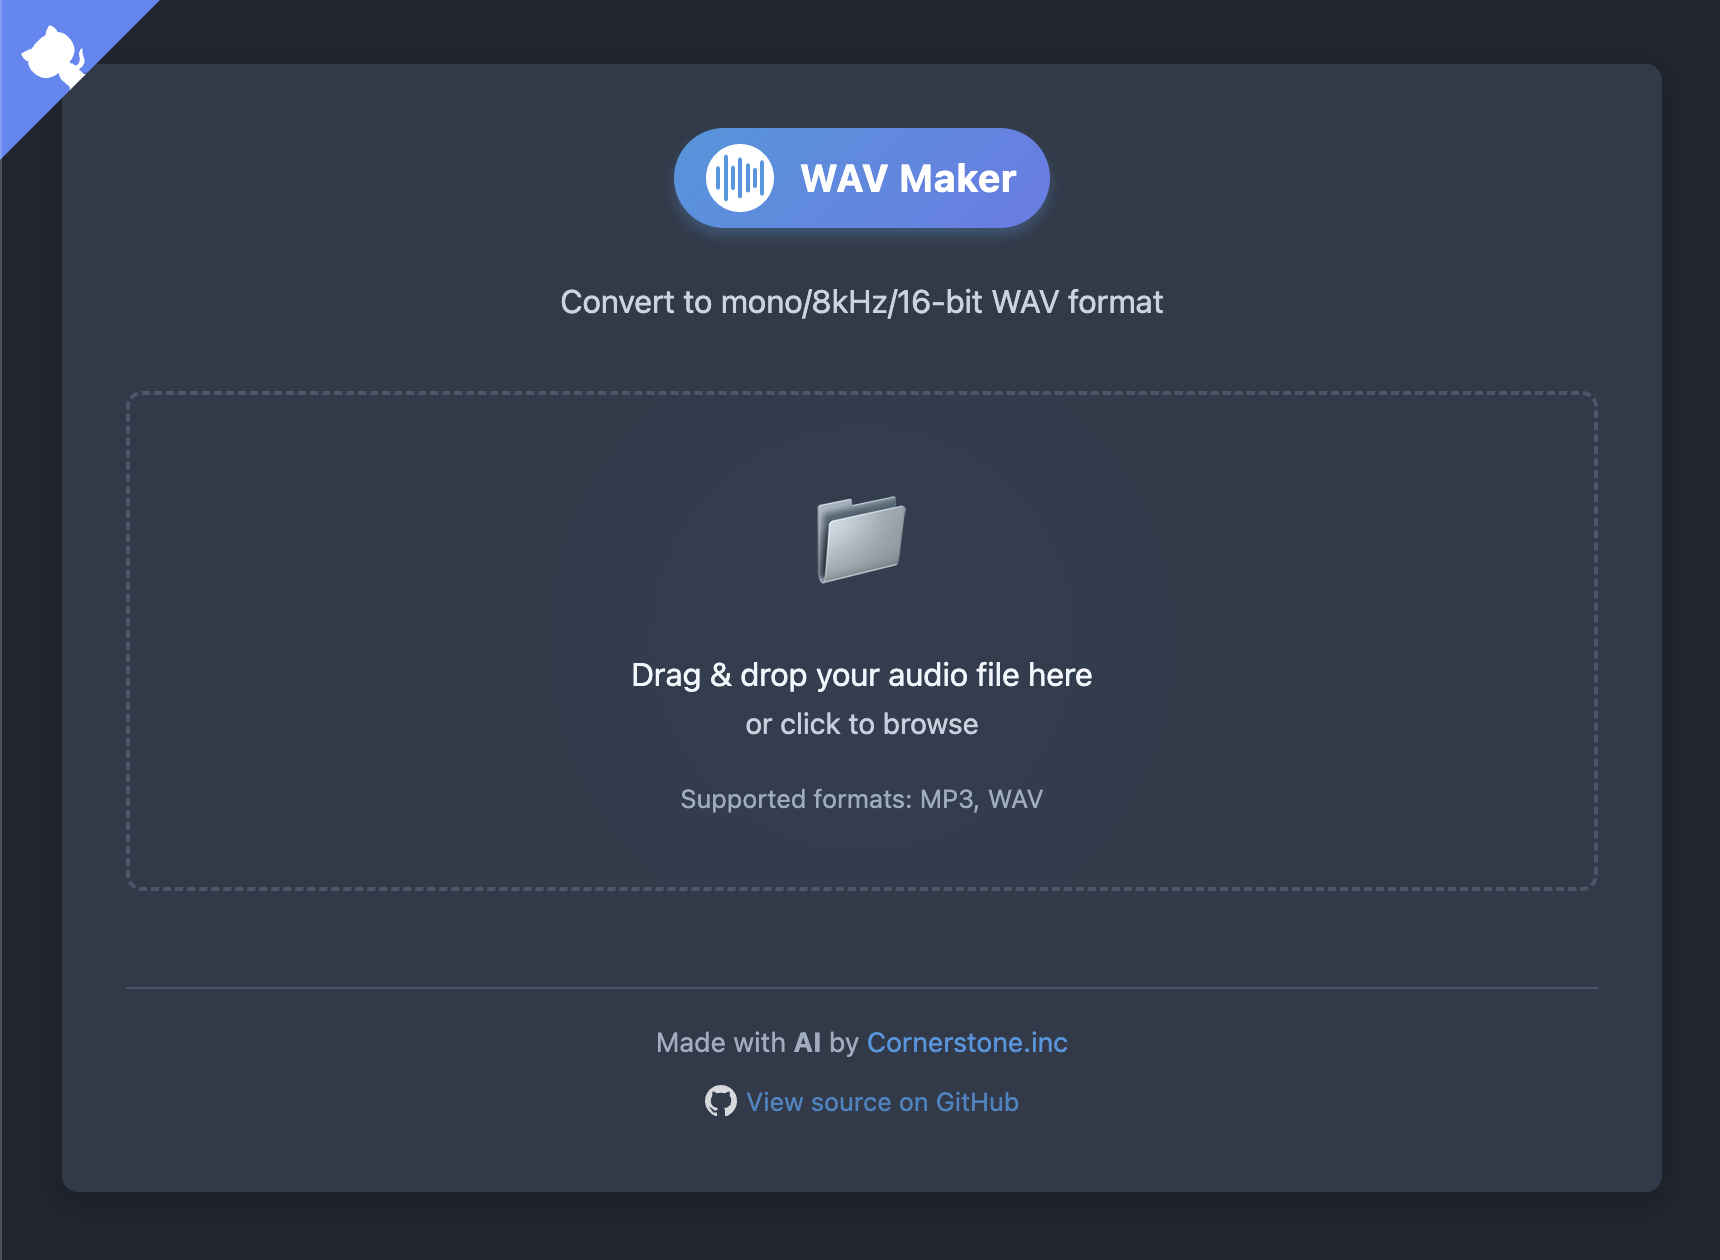 WAV Maker
Convert to mono/8kHz/16-bit WAV format
Drag & drop your audio file here
or click to browse
Supported formats: MP3, WAV
Made with AI by Cornerstone.inc
View source on GitHub